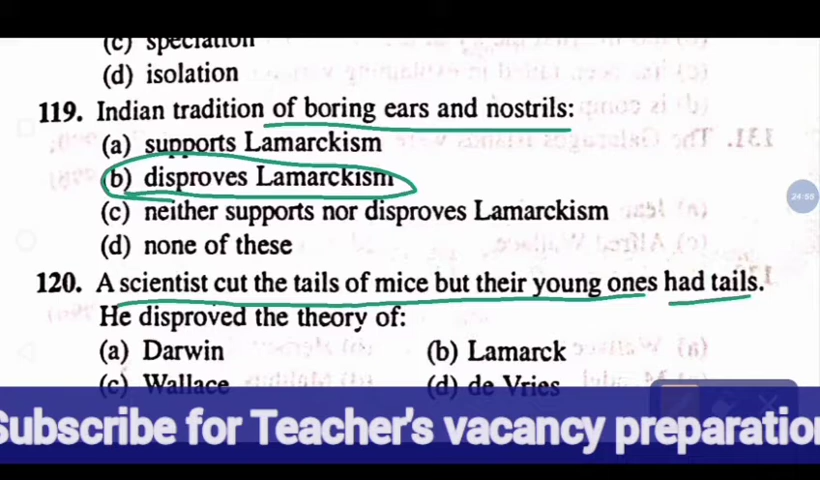 (c) speciation
(d) isolation
119. Indian tradition of boring ears and nostrils:
(a) supports Lamarckism
(b) disproves Lamarckism
(c) neither supports nor disproves Lamarckism
(d) none of these
120. A scientist cut the tails of mice but their young ones had tails.
He disproved the theory of:
(a) Darwin
(b) Lamarck
(c) Wallace
(d) de Vries
Subscribe for Teacher's vacancy preparation
24:55